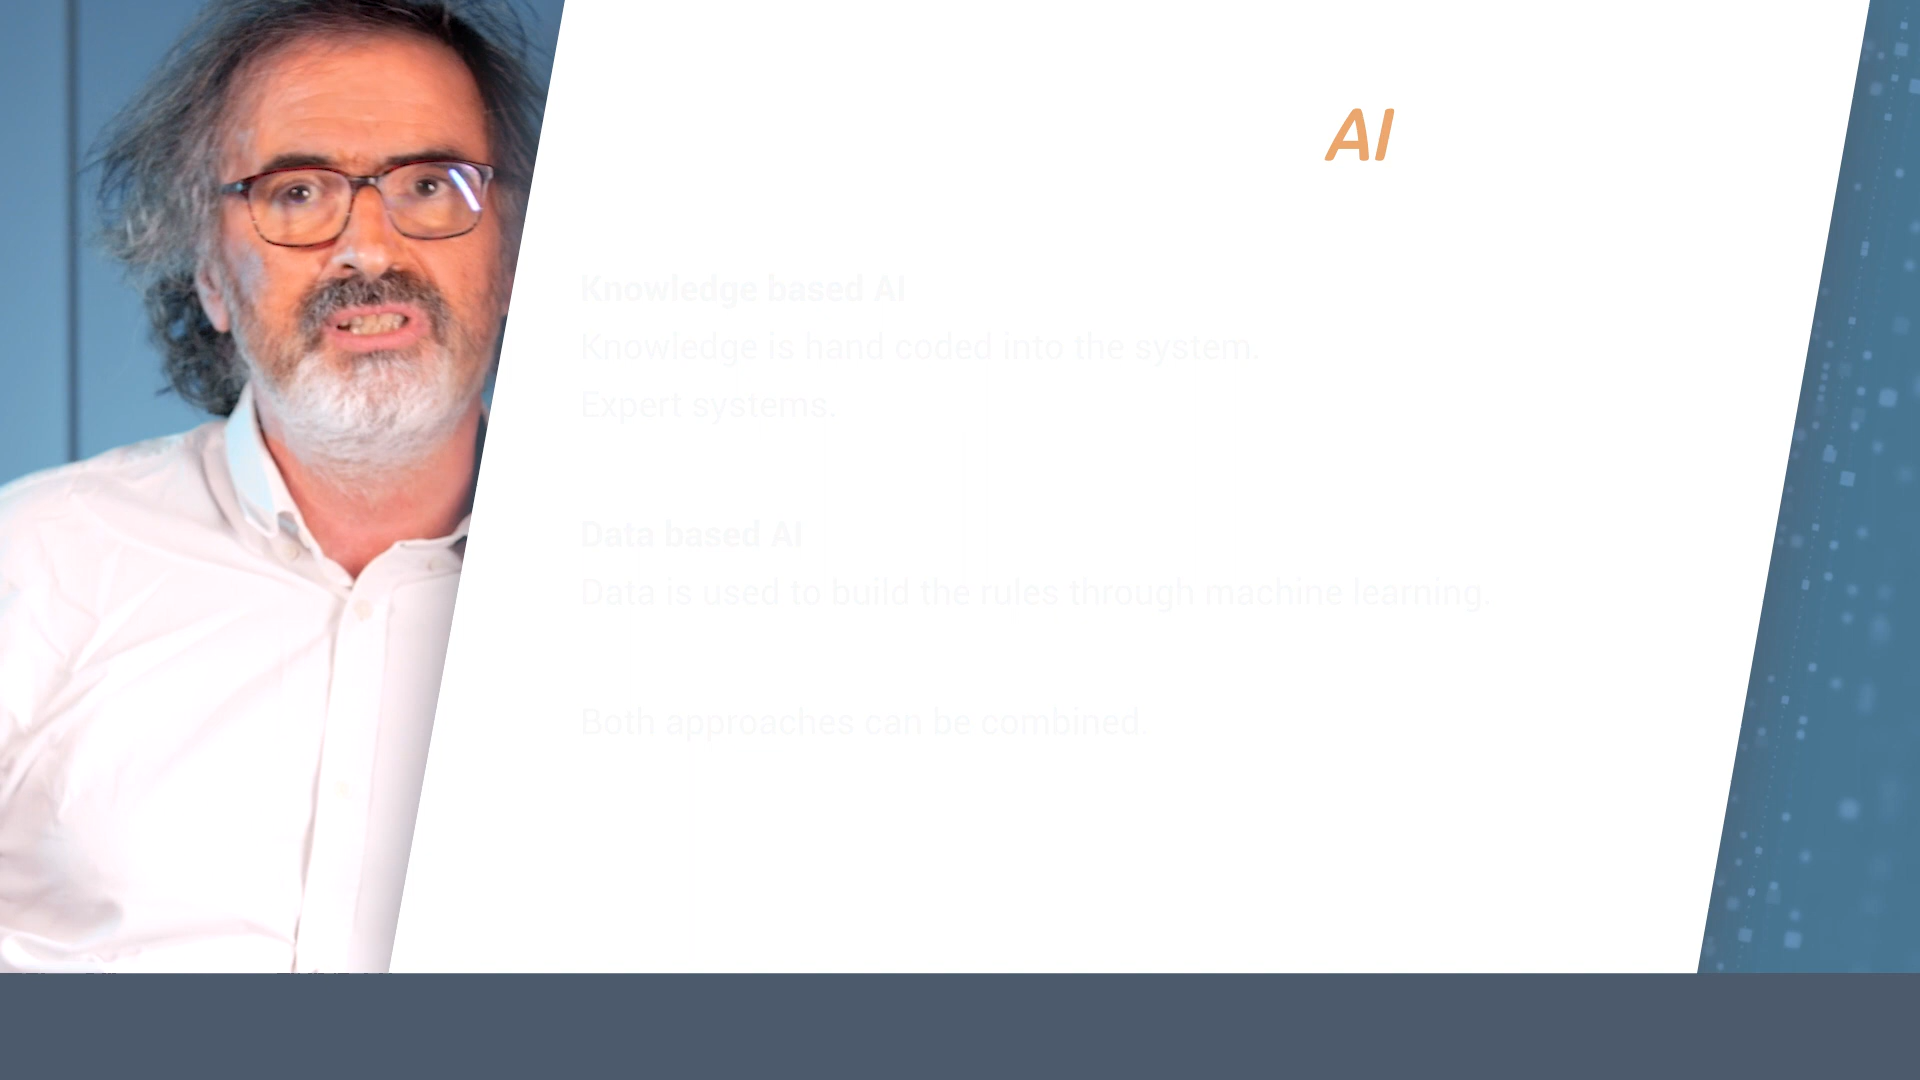 AI
Knowledge based AI
Knowledge is hand coded into the system.
Expert systems.
Data based AI
Data is used to build the rules through machine learning.
Both approaches can be combined.